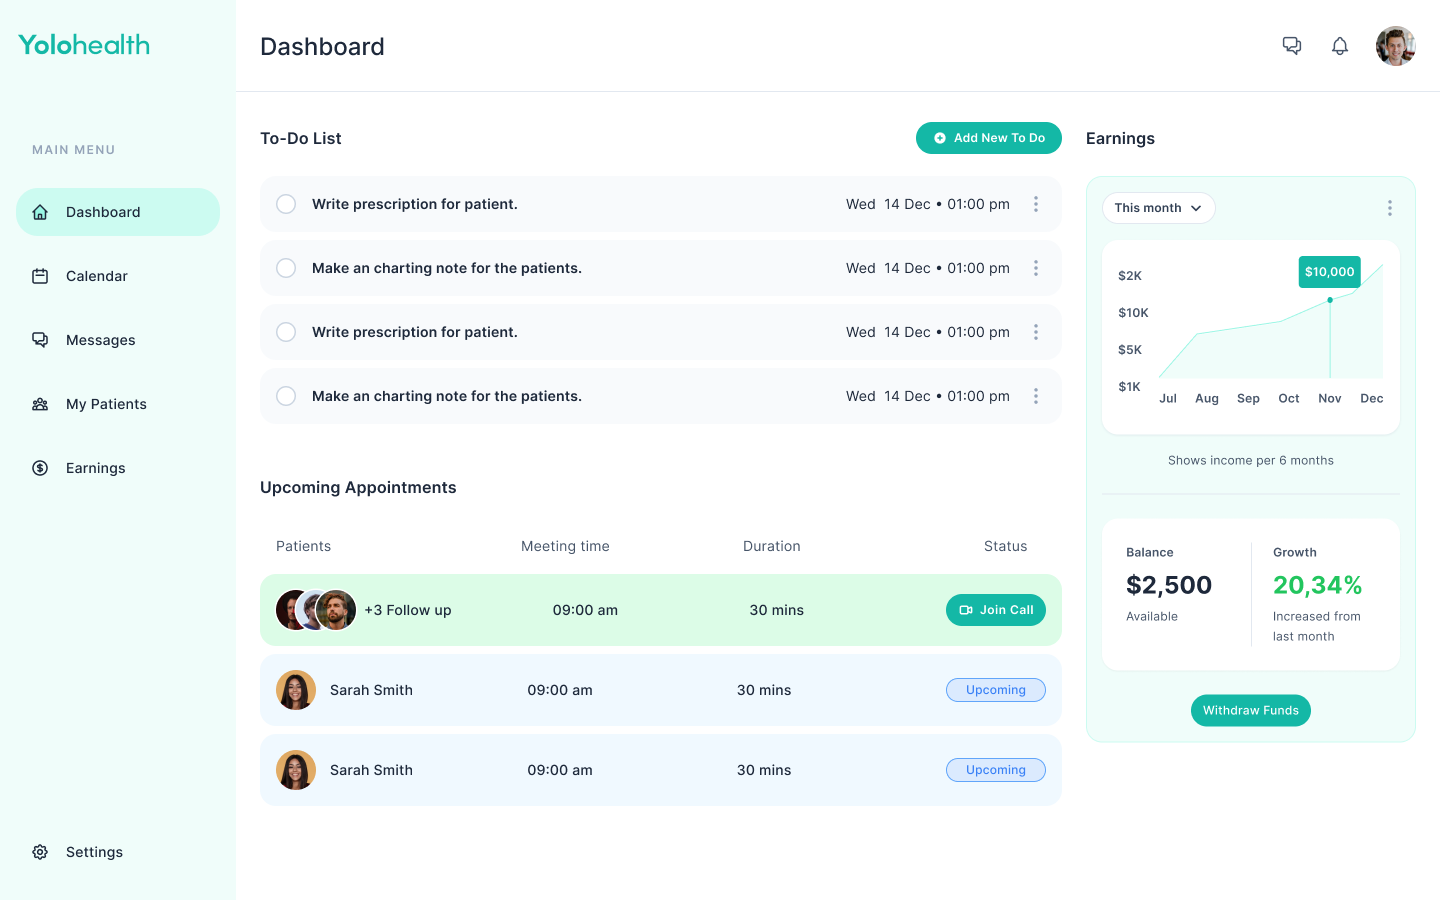 Yolohealth
Dashboard
MAIN MENU
Dashboard
Calendar
Messages
My Patients
Earnings
Settings
To-Do List
Add New To Do
Write prescription for patient. Wed 14 Dec • 01:00 pm
Make an charting note for the patients. Wed 14 Dec • 01:00 pm
Write prescription for patient. Wed 14 Dec • 01:00 pm
Make an charting note for the patients. Wed 14 Dec • 01:00 pm
Upcoming Appointments
Patients Meeting time Duration Status
+3 Follow up 09:00 am 30 mins Join Call
Sarah Smith 09:00 am 30 mins Upcoming
Sarah Smith 09:00 am 30 mins Upcoming
Earnings
This month
$10,000
$2K
$10K
$5K
$1K
Jul Aug Sep Oct Nov Dec
Shows income per 6 months
Balance
$2,500
Available
Growth
20,34%
Increased from
last month
Withdraw Funds